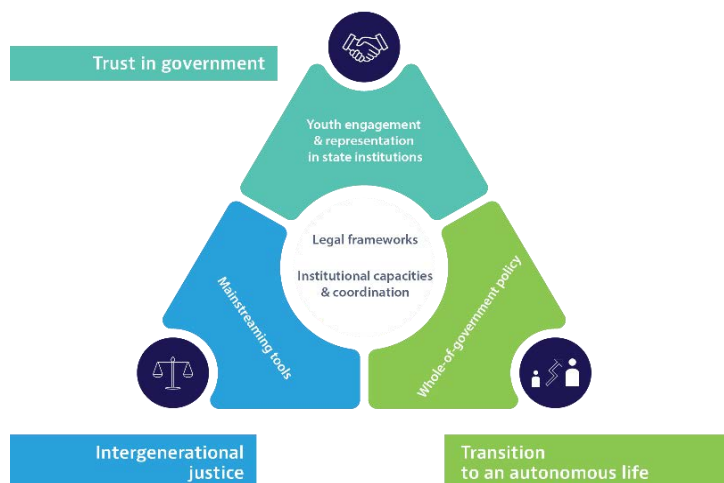 Trust in government
Youth engagement
& representation
in state institutions
Legal frameworks
Institutional capacities
& coordination
Mainstreaming tools
Whole-of-government policy
Intergenerational
justice
Transition
to an autonomous life